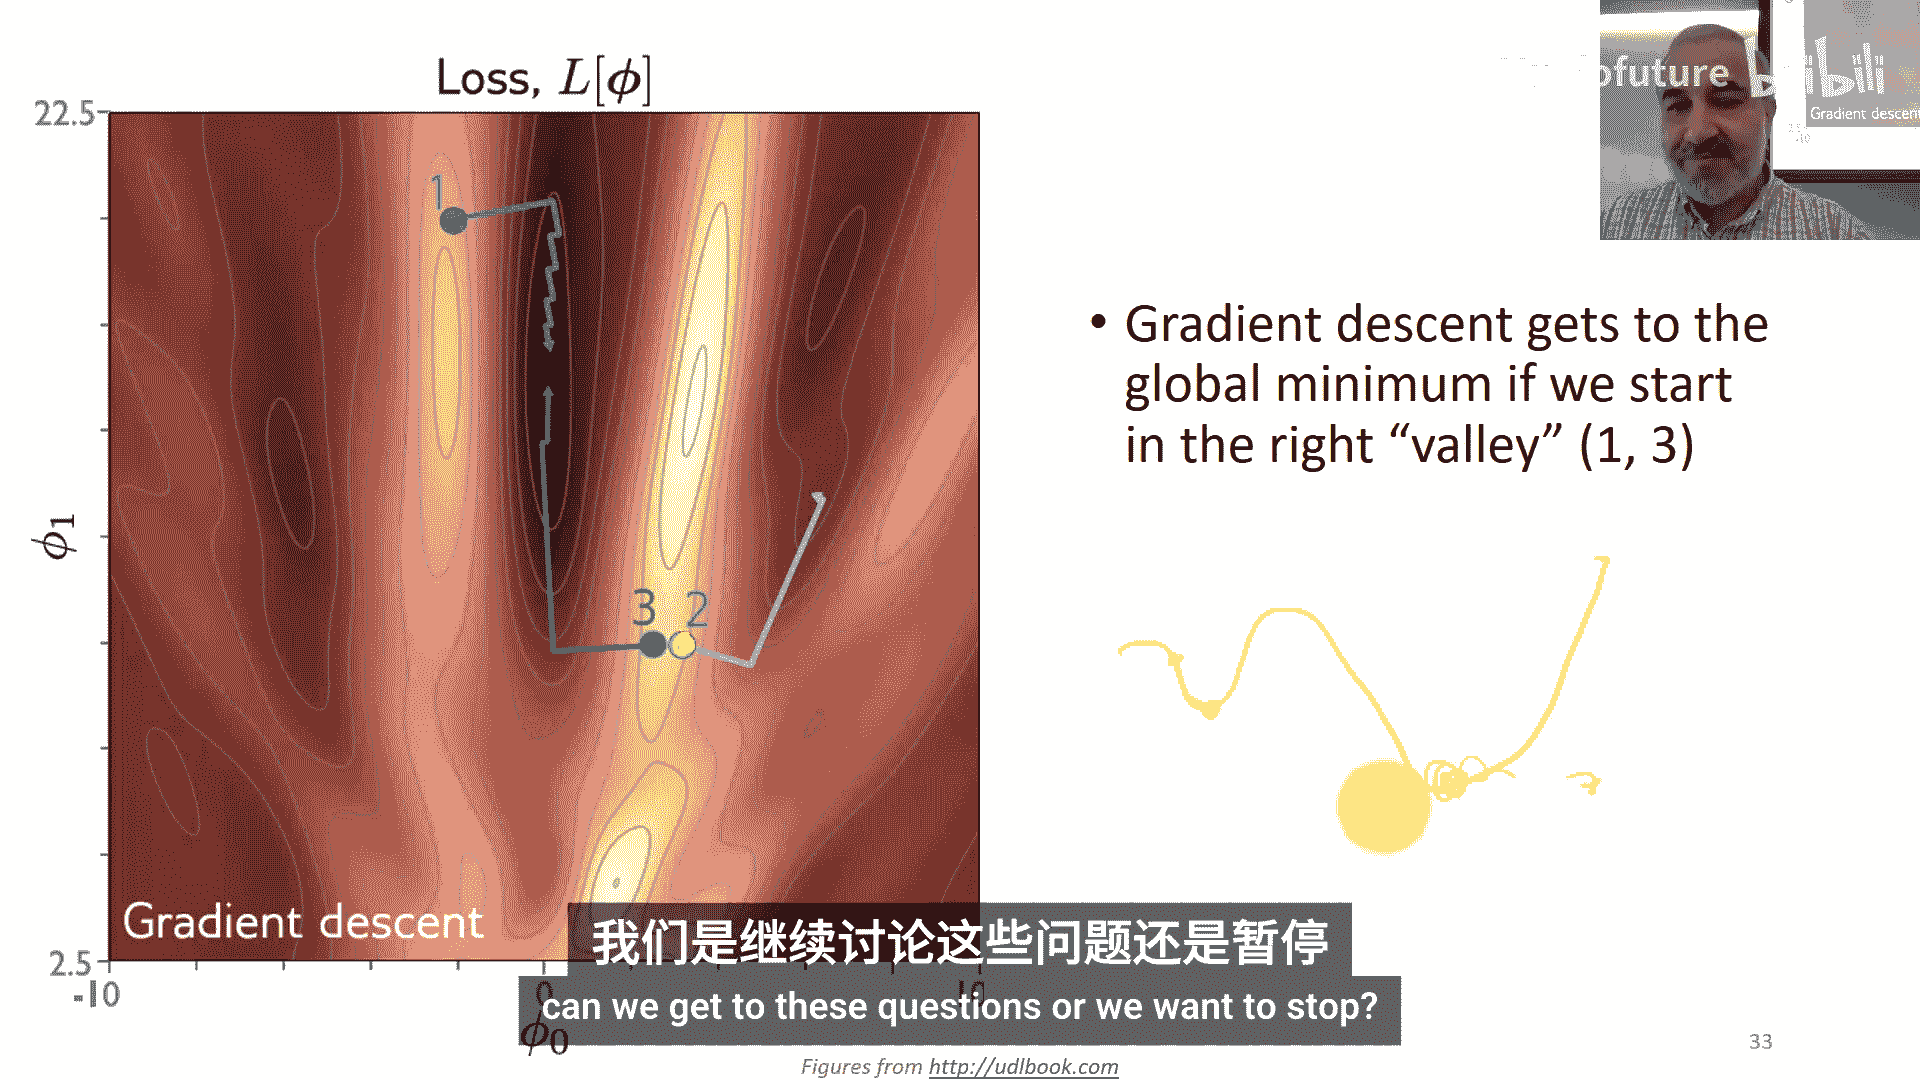 Loss, L[ϕ]
22.5
ofuture bilibili
Gradient descent
1
• Gradient descent gets to the
global minimum if we start
in the right “valley” (1, 3)
ϕ₁
3 2
Gradient descent
2.5
-10 0 10
ϕ₀
我们是继续讨论这些问题还是暂停
can we get to these questions or we want to stop?
33
Figures from http://udlbook.com